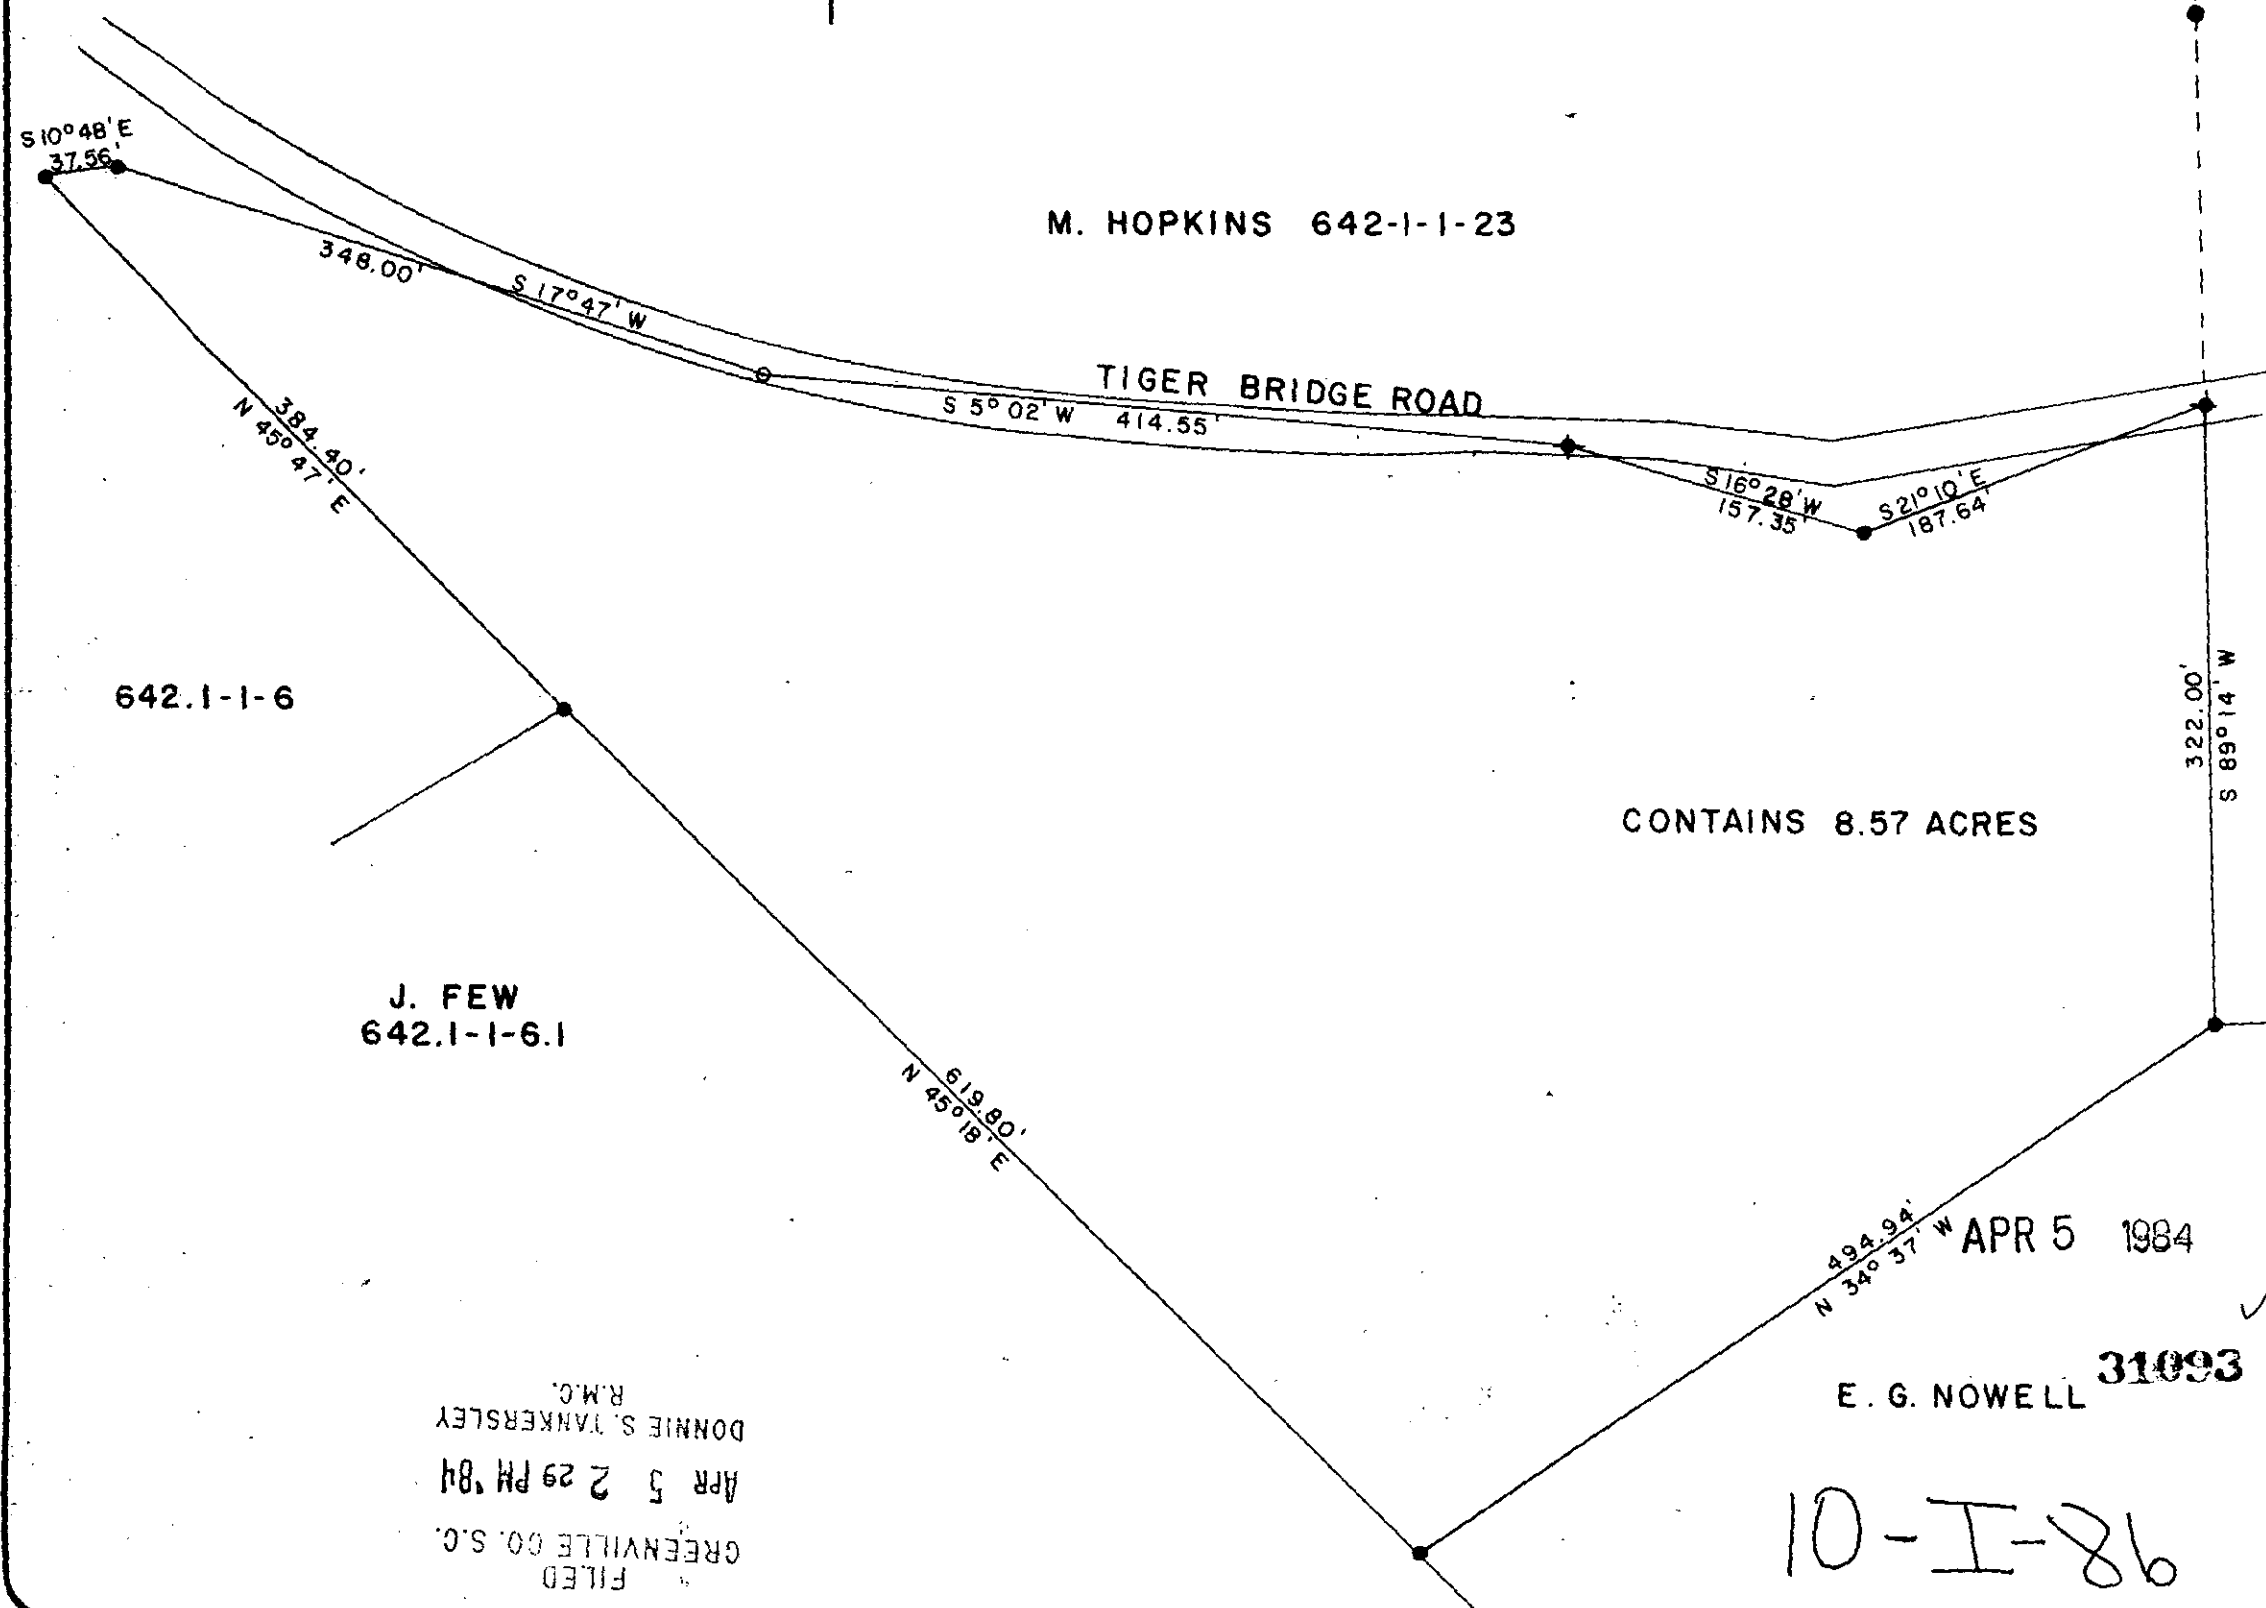 S 10° 48' E
37.56'
M. HOPKINS 642-1-1-23
348.00'
S 17° 47' W
TIGER BRIDGE ROAD
S 5° 02' W 414.55'
S 16° 28' W
157.35'
S 21° 10' E
187.64'
384.40'
N 45° 47' E
322.00'
S 89° 14' W
642.1-1-6
CONTAINS 8.57 ACRES
J. FEW
642.1-1-6.1
619.80'
N 45° 18' E
494.94'
N 34° 37' W
APR 5 1984
31093
E. G. NOWELL
10-I-86
FILED
GREENVILLE CO. S.C.
APR 5 2 29 PM '84
DONNIE S. TANKERSLEY
R.M.C.